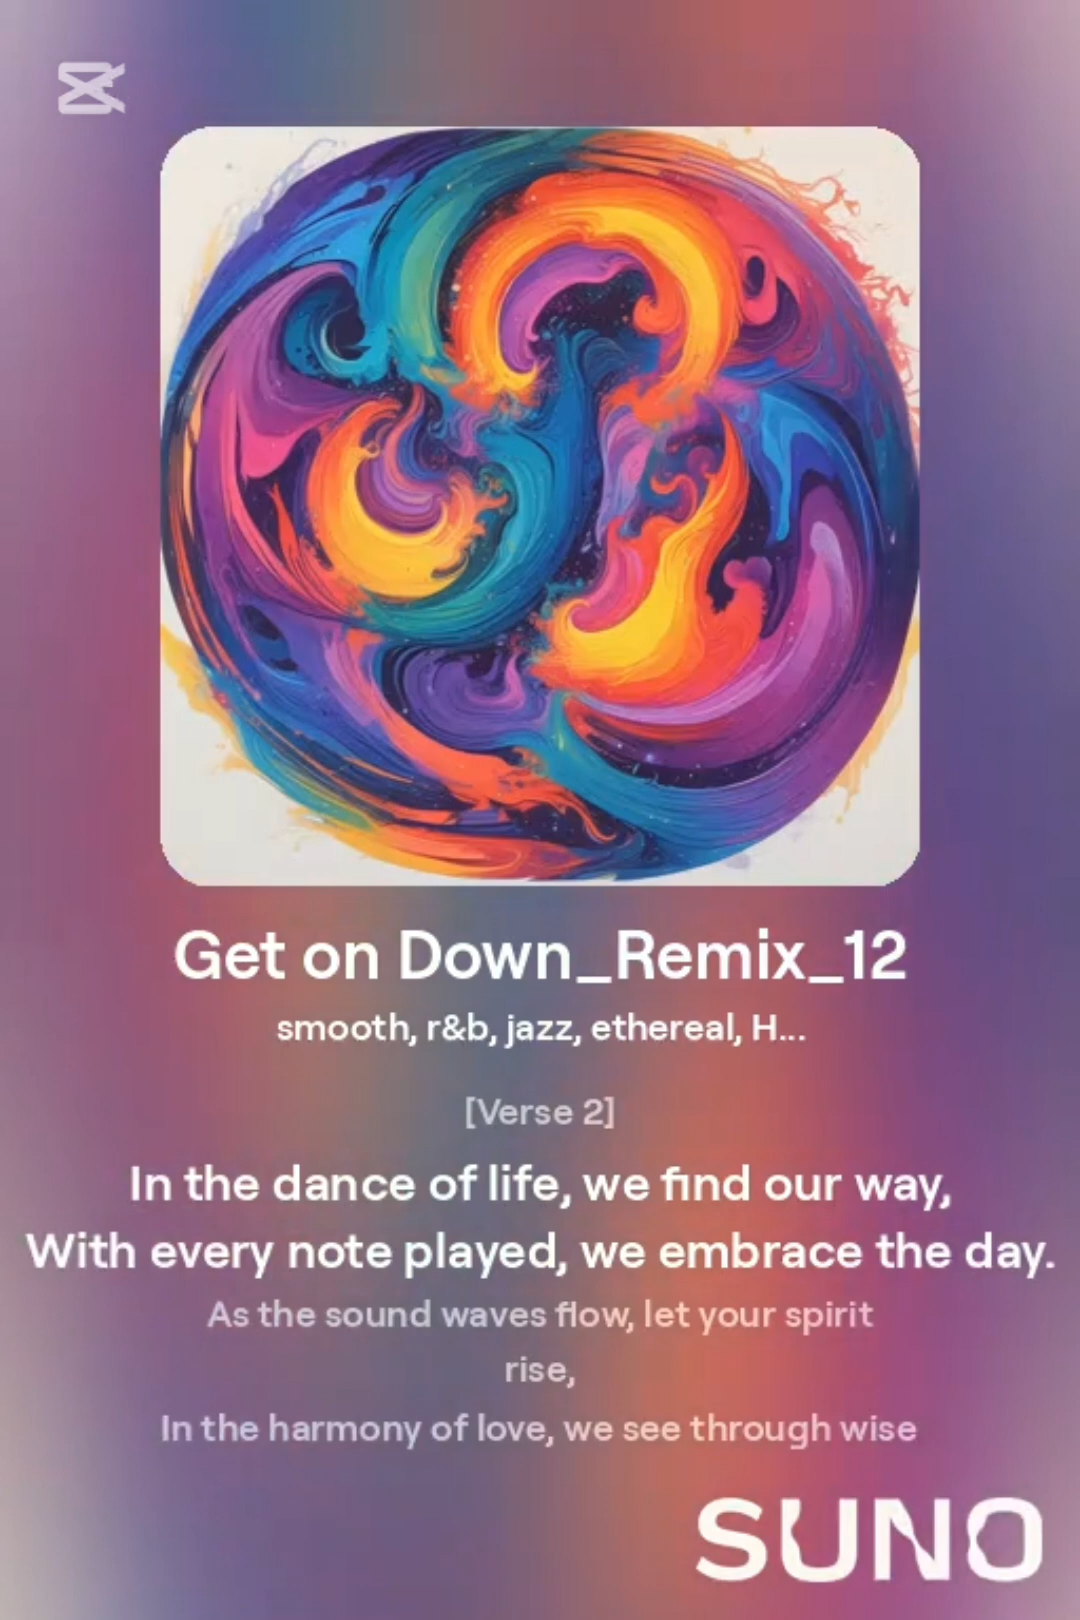 Get on Down_Remix_12
smooth, r&b, jazz, ethereal, H...
[Verse 2]
In the dance of life, we find our way,
With every note played, we embrace the day.
As the sound waves flow, let your spirit
rise,
In the harmony of love, we see through wise
SUNO